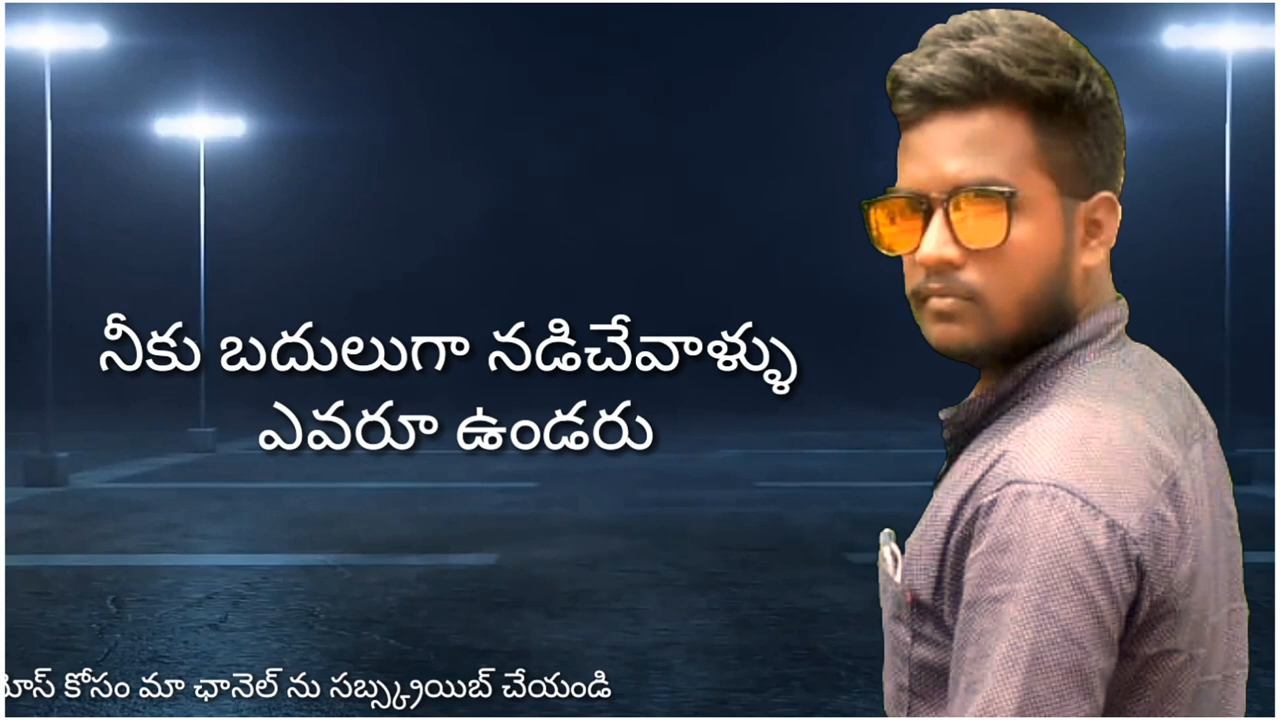 నీకు బదులుగా నడిచేవాళ్ళు
ఎవరూ ఉండరు
కోసం మా ఛానెల్ ను సబ్స్క్రయిబ్ చేయండి